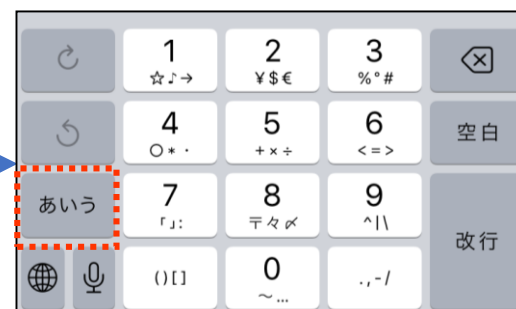 1 2 3
☆♪→ ¥$€ %°#
4 5 6 空白
○*・ +×÷ <=>
あいう 7 8 9
「」: 〒々〆 ^|\
改行
()[] 0 .,-/
~…